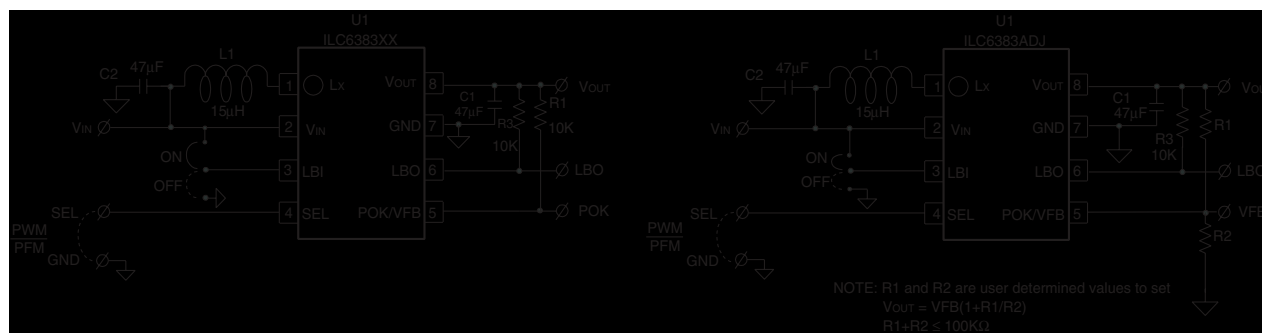 U1
ILC6383XX
L1
47µF
C2
15µH
1
LX
VOUT
8
VOUT
C1
47µF
R1
10K
R3
10K
VIN
2
VIN
GND
7
ON
OFF
3
LBI
LBO
6
LBO
SEL
4
SEL
POK/VFB
5
POK
PWM
PFM
GND
U1
ILC6383ADJ
L1
47µF
C2
15µH
1
LX
VOUT
8
C1
47µF
R1
R3
10K
VIN
2
VIN
GND
7
ON
OFF
3
LBI
LBO
6
LBO
SEL
4
SEL
POK/VFB
5
VFB
PWM
PFM
GND
R2
NOTE: R1 and R2 are user determined values to set
VOUT = VFB(1+R1/R2)
R1+R2 ≤ 100KΩ